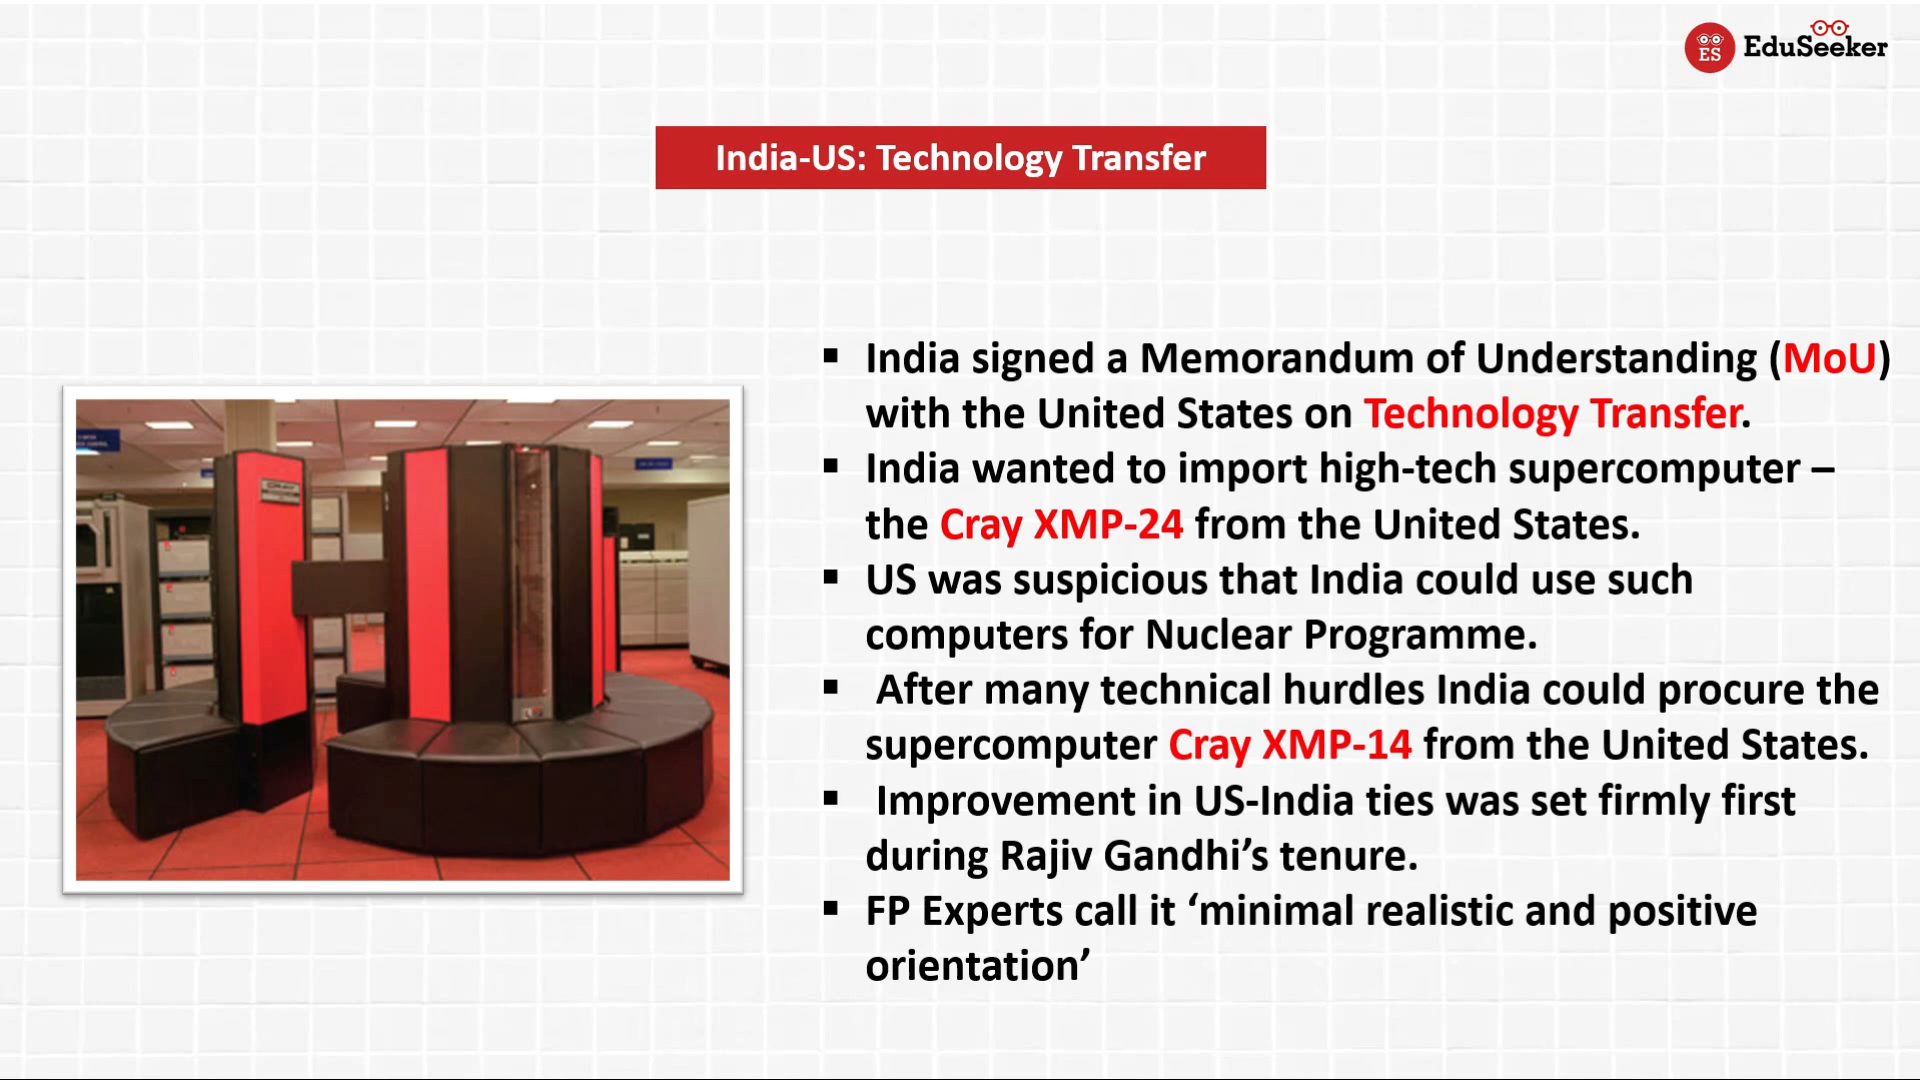 ES EduSeeker
India-US: Technology Transfer
▪ India signed a Memorandum of Understanding (MoU)
with the United States on Technology Transfer.
▪ India wanted to import high-tech supercomputer –
the Cray XMP-24 from the United States.
▪ US was suspicious that India could use such
computers for Nuclear Programme.
▪ After many technical hurdles India could procure the
supercomputer Cray XMP-14 from the United States.
▪ Improvement in US-India ties was set firmly first
during Rajiv Gandhi’s tenure.
▪ FP Experts call it ‘minimal realistic and positive
orientation’